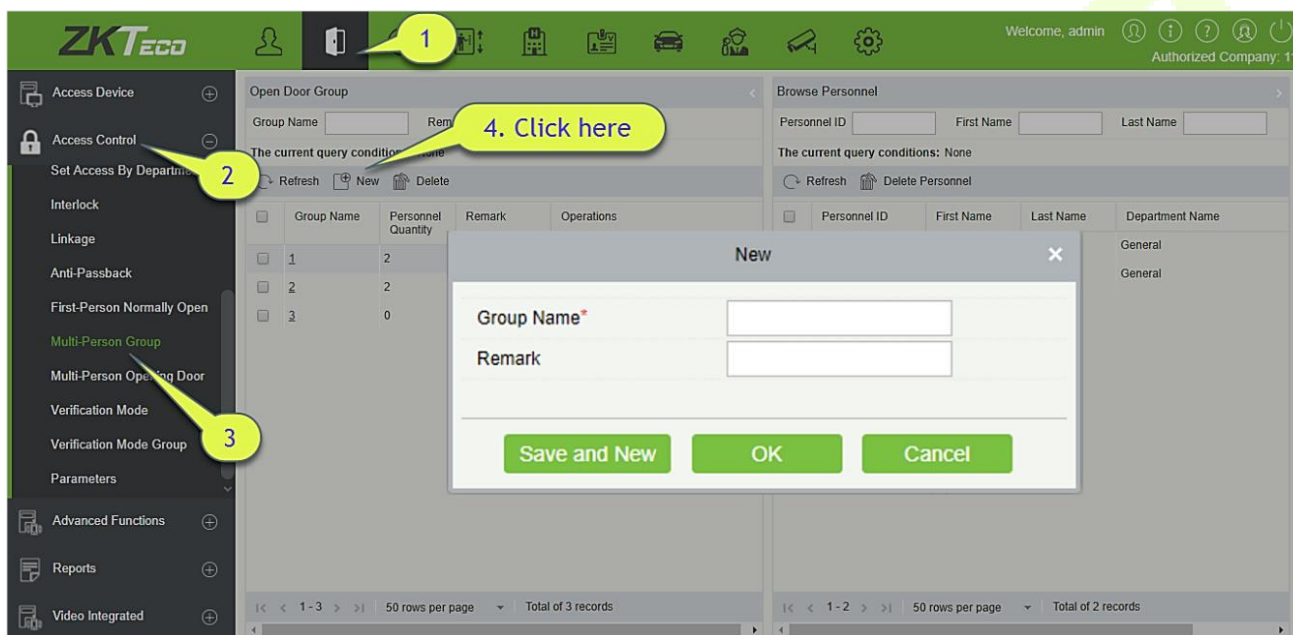 ZKTECO
1
Welcome, admin
Authorized Company: 1
Access Device
Access Control
2
Set Access By Departme
Interlock
Linkage
Anti-Passback
First-Person Normally Open
Multi-Person Group
Multi-Person Opening Door
Verification Mode
Verification Mode Group
3
Parameters
Advanced Functions
Reports
Video Integrated
Open Door Group
Group Name Rem
4. Click here
The current query condition None
Refresh New Delete
Group Name Personnel Quantity Remark Operations
1 2
2 2
3 0
1-3 50 rows per page Total of 3 records
Browse Personnel
Personnel ID First Name Last Name
The current query conditions: None
Refresh Delete Personnel
Personnel ID First Name Last Name Department Name
General
General
1-2 50 rows per page Total of 2 records
New
Group Name*
Remark
Save and New OK Cancel